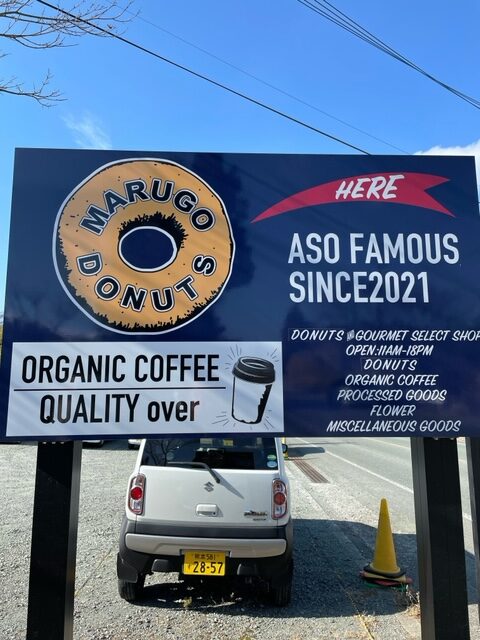 MARUGO
DONUTS
HERE
ASO FAMOUS
SINCE2021
ORGANIC COFFEE
QUALITY over
DONUTS & GOURMET SELECT SHOP
OPEN:11AM-18PM
DONUTS
ORGANIC COFFEE
PROCESSED GOODS
FLOWER
MISCELLANEOUS GOODS
28-57